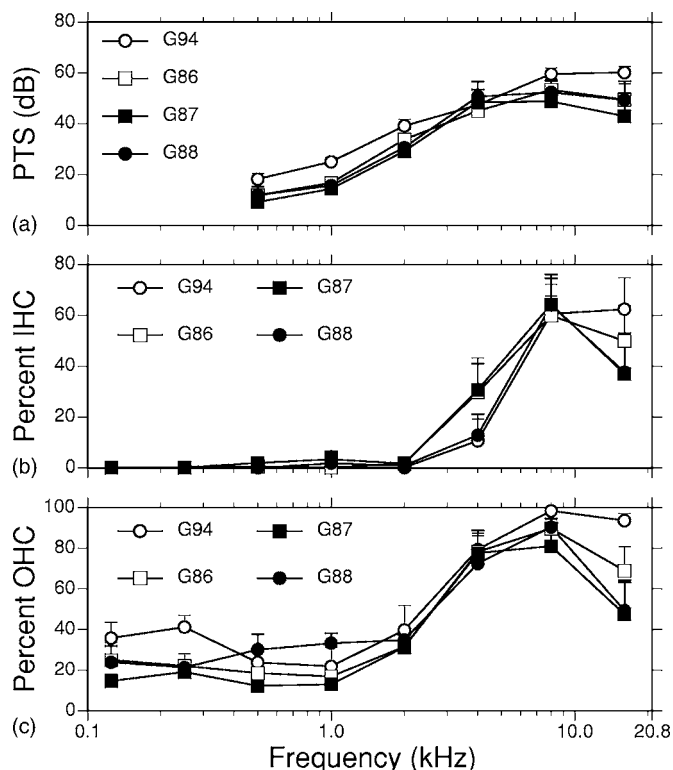 80
60
40
20
0
PTS (dB)
G94
G86
G87
G88
(a)
80
60
40
20
0
Percent IHC
G94
G87
G86
G88
(b)
100
80
60
40
20
0
Percent OHC
G94
G87
G86
G88
(c)
0.1
1.0
10.0
20.8
Frequency (kHz)